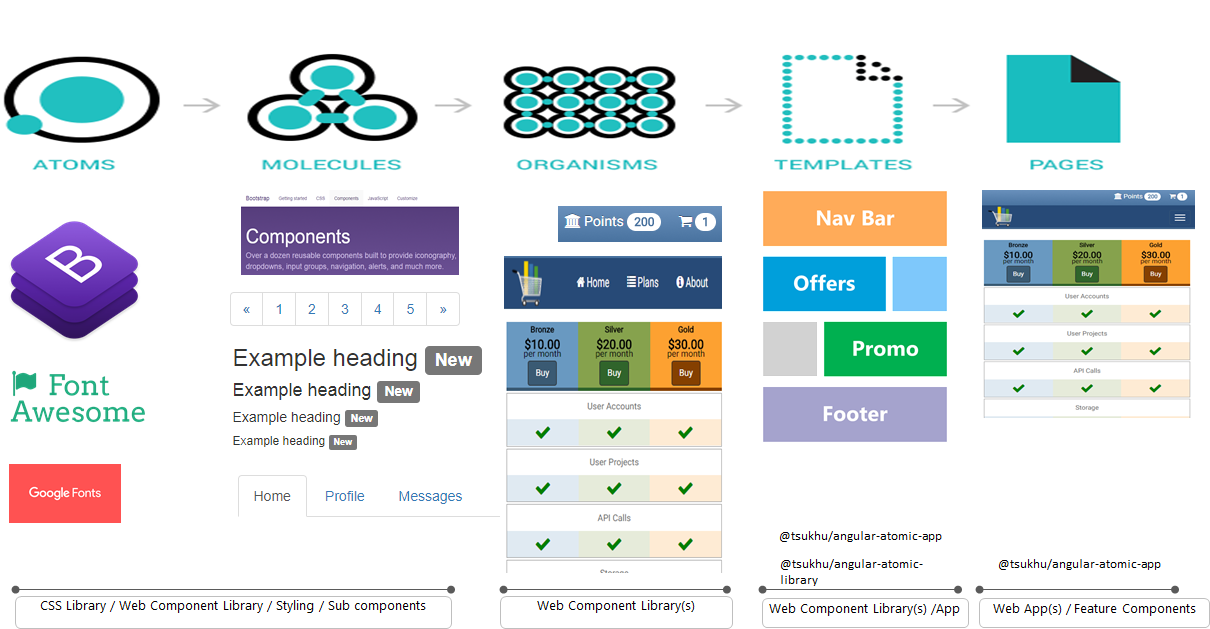 ATOMS
MOLECULES
ORGANISMS
TEMPLATES
PAGES
B
Font
Awesome
Google Fonts
Bootstrap Getting started CSS Components JavaScript Customize
Components
Over a dozen reusable components built to provide iconography,
dropdowns, input groups, navigation, alerts, and much more.
« 1 2 3 4 5 »
Example heading New
Example heading New
Example heading New
Example heading New
Home Profile Messages
Points 200 1
Home Plans About
Bronze Silver Gold
$10.00 $20.00 $30.00
per month per month per month
Buy Buy Buy
User Accounts
User Projects
API Calls
Storage
Nav Bar
Offers
Promo
Footer
Points 200 1
Bronze Silver Gold
$10.00 $20.00 $30.00
per month per month per month
Buy Buy Buy
User Accounts
User Projects
API Calls
Storage
@tsukhu/angular-atomic-app
@tsukhu/angular-atomic-
library
@tsukhu/angular-atomic-app
CSS Library / Web Component Library / Styling / Sub components
Web Component Library(s)
Web Component Library(s) /App
Web App(s) / Feature Components